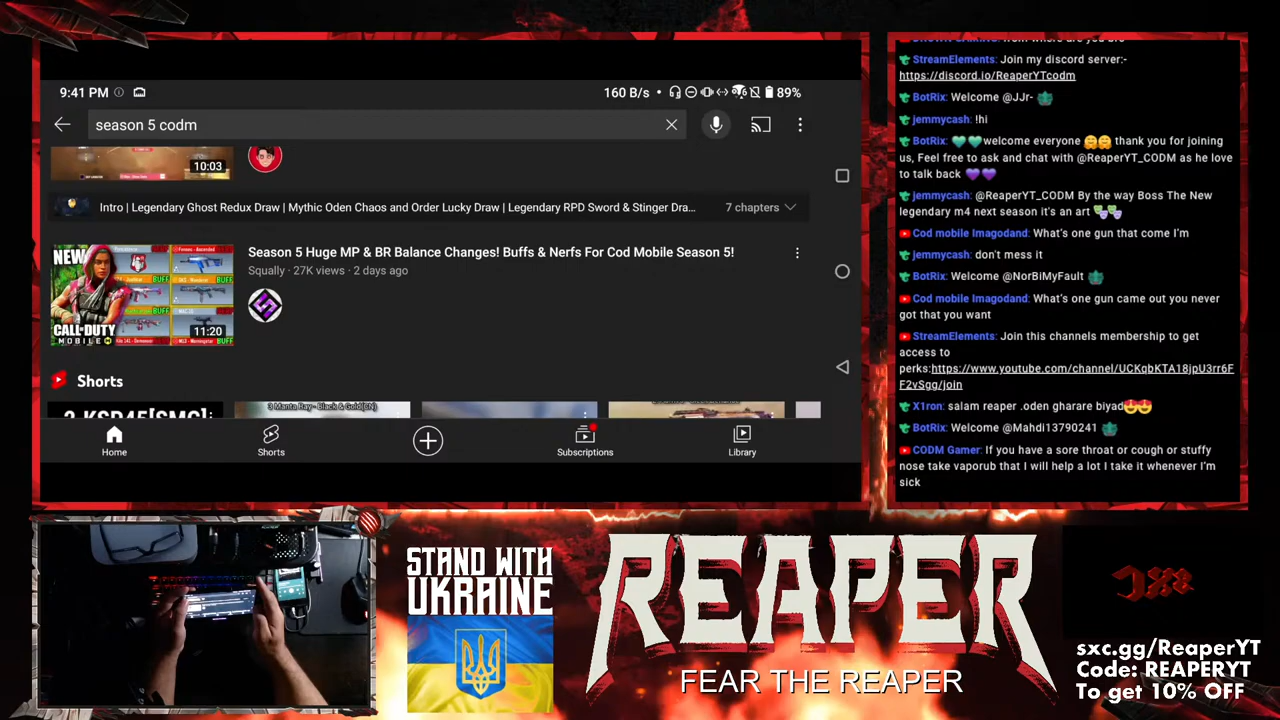 9:41 PM
160 B/s
89%
season 5 codm
10:03
Intro | Legendary Ghost Redux Draw | Mythic Oden Chaos and Order Lucky Draw | Legendary RPD Sword & Stinger Dra...
7 chapters
NEW
CALL OF DUTY
MOBILE
BUFF
11:20
Season 5 Huge MP & BR Balance Changes! Buffs & Nerfs For Cod Mobile Season 5!
Squally · 27K views · 2 days ago
Shorts
Home
Shorts
Subscriptions
Library
StreamElements: Join my discord server:-
https://discord.io/ReaperYTcodm
BotRix: Welcome @JJr-
jemmycash: !hi
BotRix: welcome everyone thank you for joining
us, Feel free to ask and chat with @ReaperYT_CODM as he love
to talk back
jemmycash: @ReaperYT_CODM By the way Boss The New
legendary m4 next season it's an art
Cod mobile Imagodand: What's one gun that come I'm
jemmycash: don't miss it
BotRix: Welcome @NorBiMyFault
Cod mobile Imagodand: What's one gun came out you never
got that you want
StreamElements: Join this channels membership to get
access to
perks:https://www.youtube.com/channel/UCKqbKTA18jpU3rr6F
F2vSgg/join
X1ron: salam reaper .oden gharare biyad
BotRix: Welcome @Mahdi13790241
CODM Gamer: If you have a sore throat or cough or stuffy
nose take vaporub that I will help a lot I take it whenever I'm
sick
STAND WITH
UKRAINE
REAPER
FEAR THE REAPER
sxc.gg/ReaperYT
Code: REAPERYT
To get 10% OFF